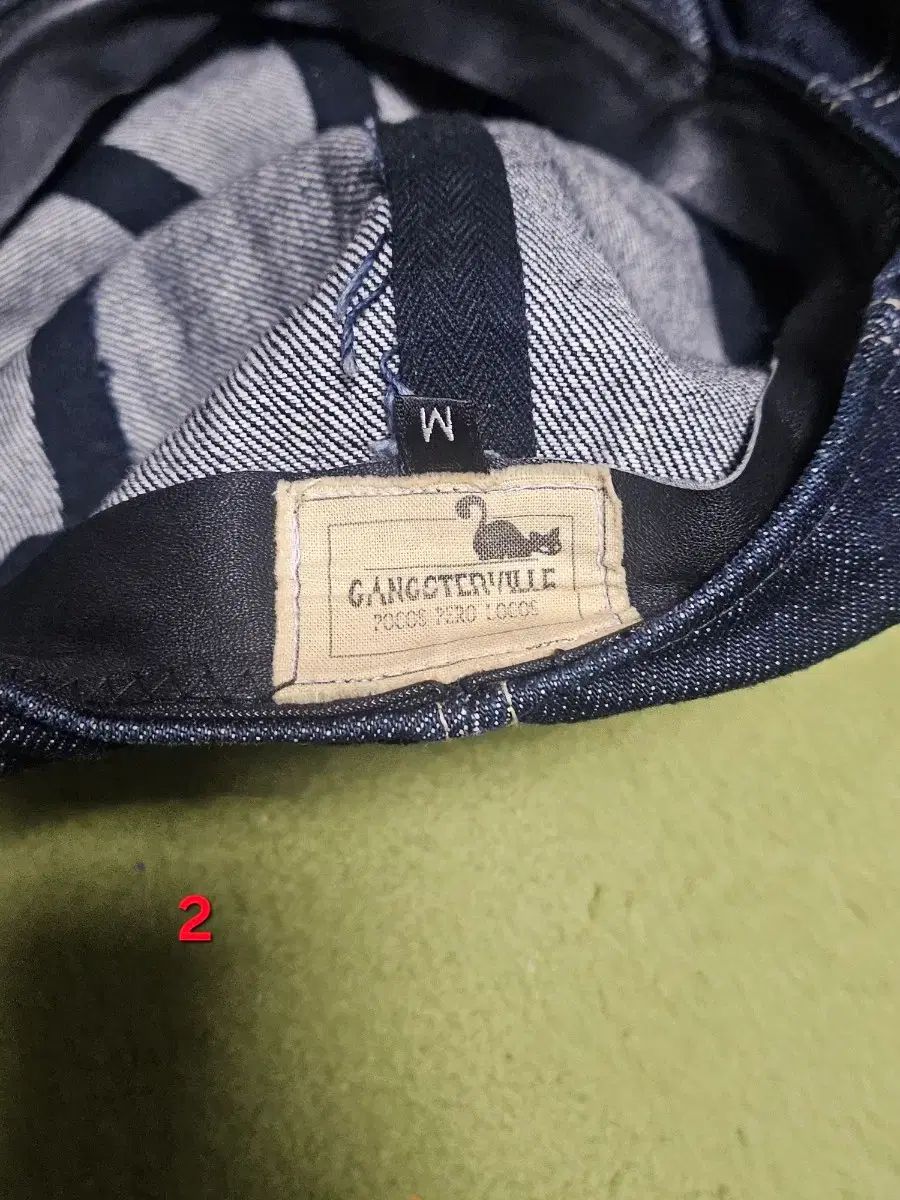 M
GANGSTERVILLE
POCOS PERO LOCOS
2